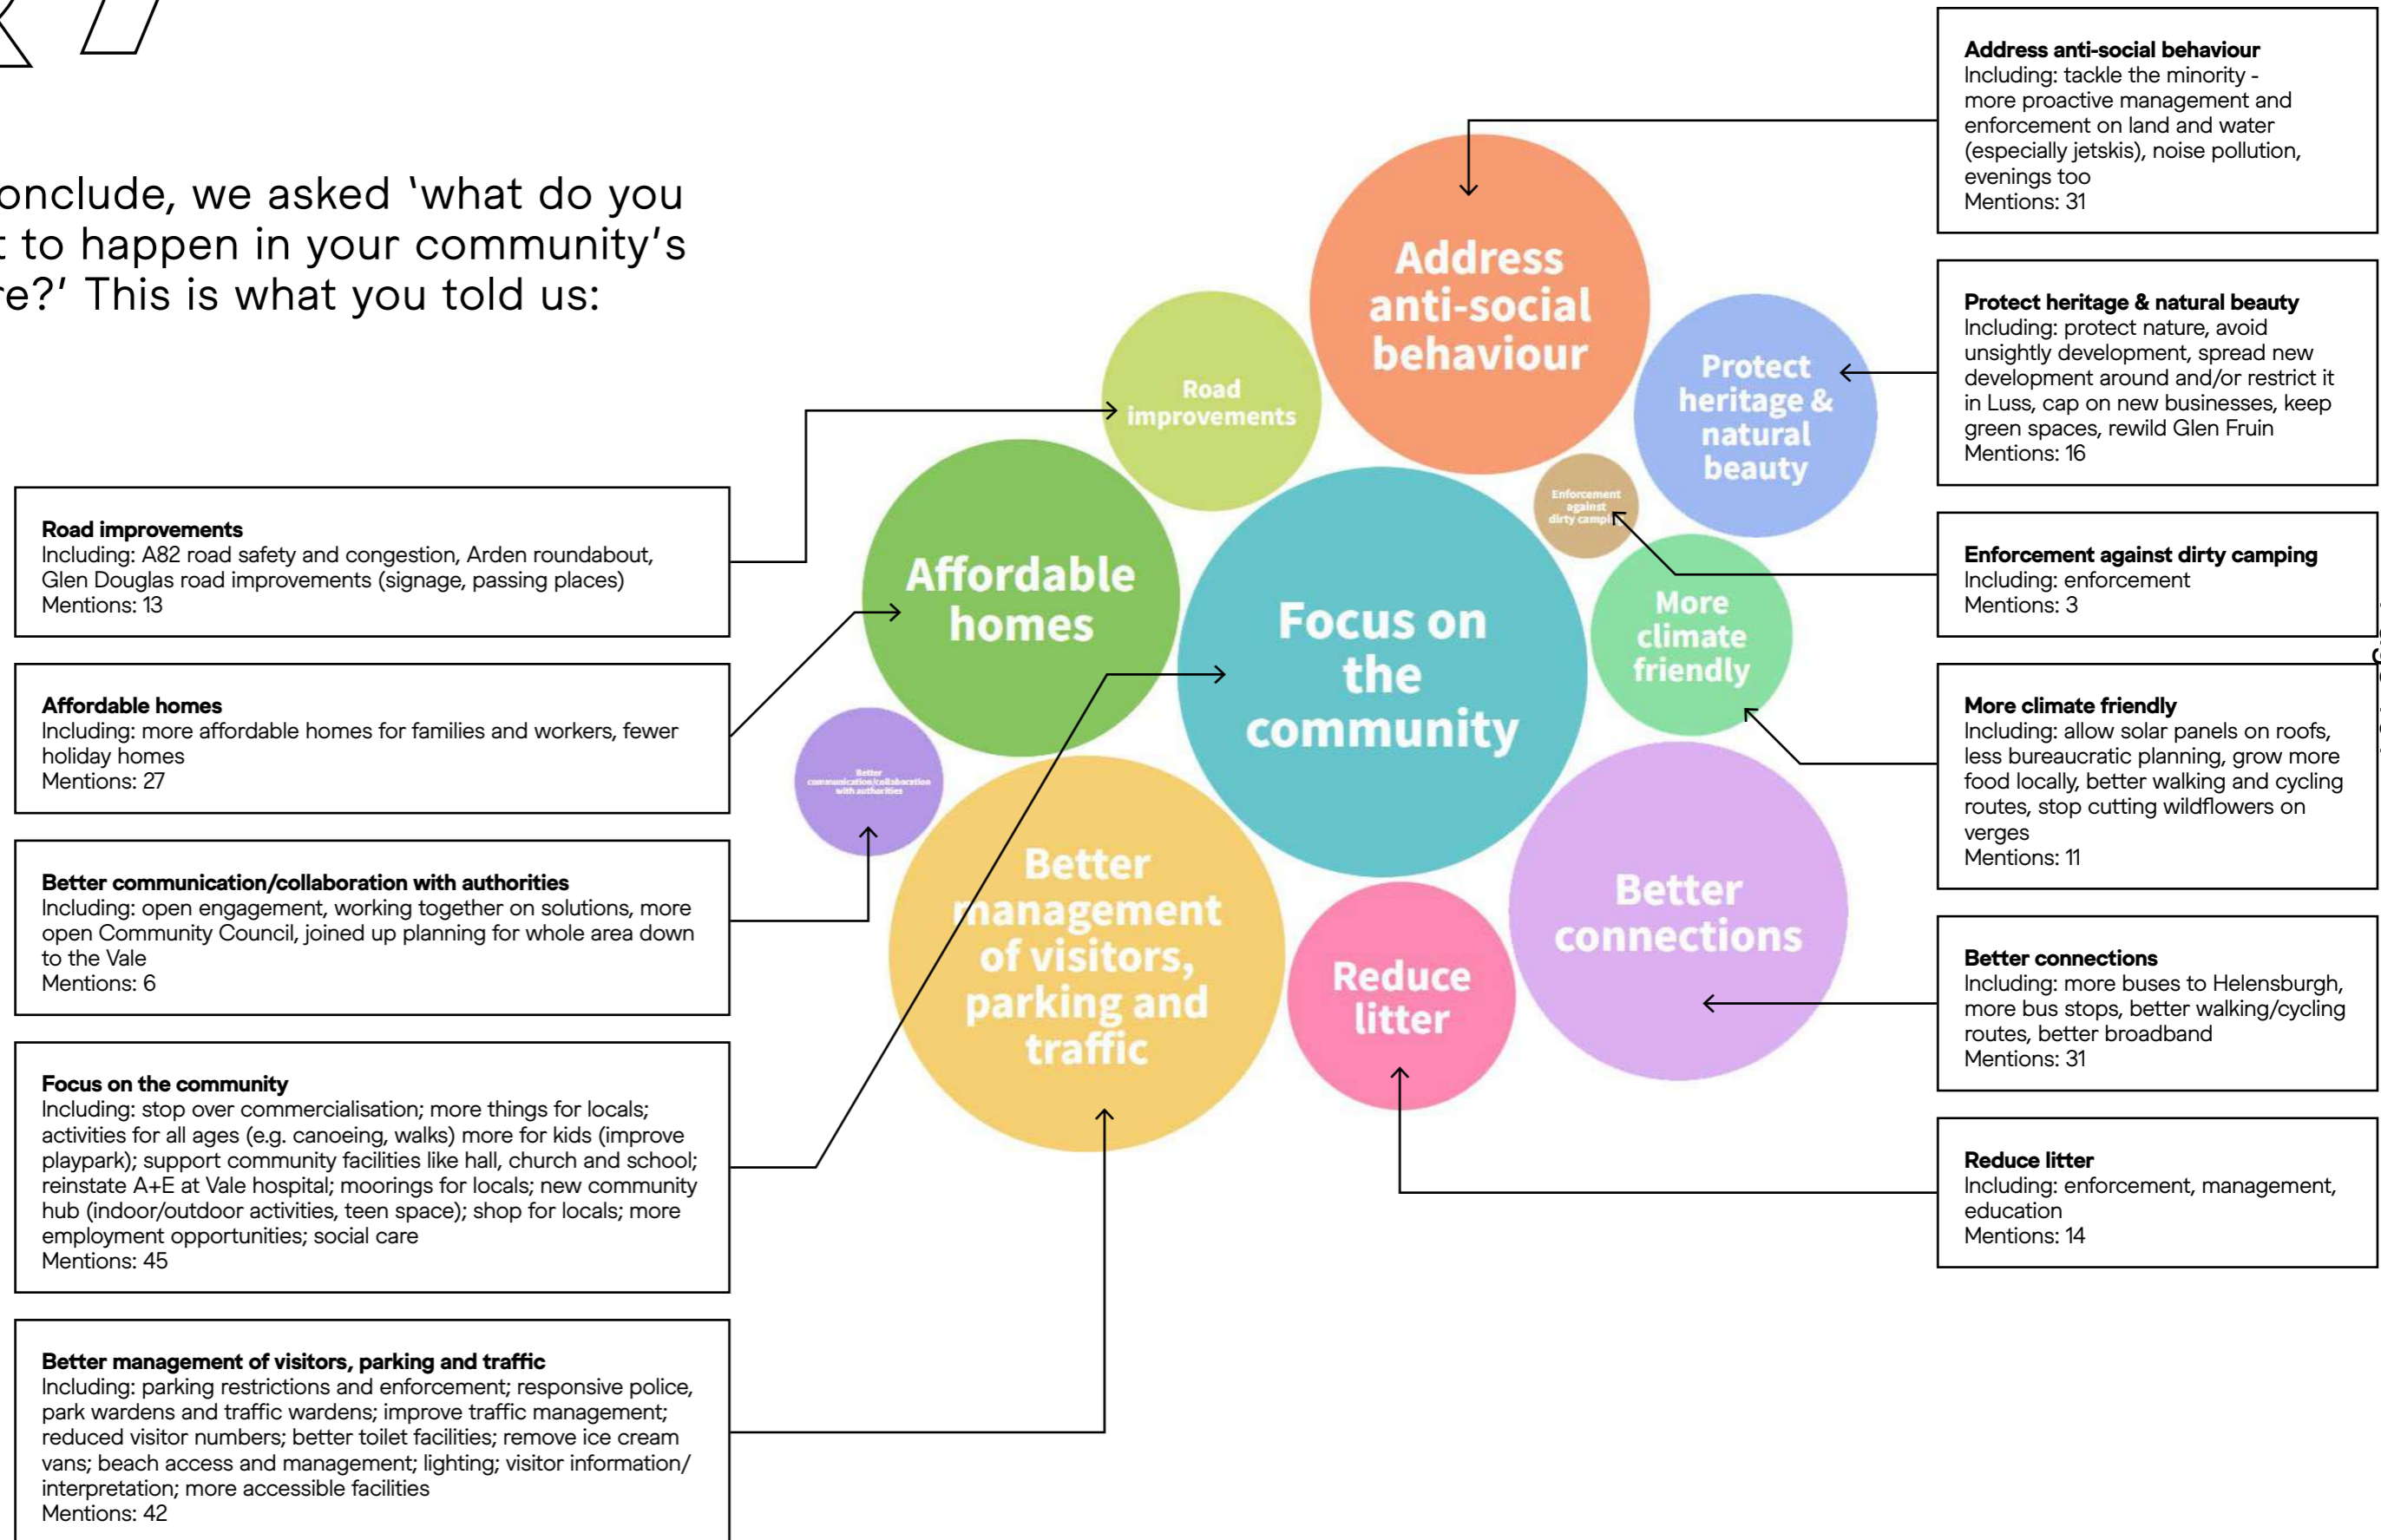 onclude, we asked ‘what do you
t to happen in your community’s
re?’ This is what you told us:
Road improvements
Including: A82 road safety and congestion, Arden roundabout,
Glen Douglas road improvements (signage, passing places)
Mentions: 13
Affordable homes
Including: more affordable homes for families and workers, fewer
holiday homes
Mentions: 27
Better communication/collaboration with authorities
Including: open engagement, working together on solutions, more
open Community Council, joined up planning for whole area down
to the Vale
Mentions: 6
Focus on the community
Including: stop over commercialisation; more things for locals;
activities for all ages (e.g. canoeing, walks) more for kids (improve
playpark); support community facilities like hall, church and school;
reinstate A+E at Vale hospital; moorings for locals; new community
hub (indoor/outdoor activities, teen space); shop for locals; more
employment opportunities; social care
Mentions: 45
Better management of visitors, parking and traffic
Including: parking restrictions and enforcement; responsive police,
park wardens and traffic wardens; improve traffic management;
reduced visitor numbers; better toilet facilities; remove ice cream
vans; beach access and management; lighting; visitor information/
interpretation; more accessible facilities
Mentions: 42
Address
anti-social
behaviour
Road
improvements
Protect
heritage &
natural
beauty
Enforcement
against
dirty camping
Affordable
homes
Focus on
the
community
More
climate
friendly
Better
communication/collaboration
with authorities
Better
management
of visitors,
parking and
traffic
Reduce
litter
Better
connections
Address anti-social behaviour
Including: tackle the minority -
more proactive management and
enforcement on land and water
(especially jetskis), noise pollution,
evenings too
Mentions: 31
Protect heritage & natural beauty
Including: protect nature, avoid
unsightly development, spread new
development around and/or restrict it
in Luss, cap on new businesses, keep
green spaces, rewild Glen Fruin
Mentions: 16
Enforcement against dirty camping
Including: enforcement
Mentions: 3
More climate friendly
Including: allow solar panels on roofs,
less bureaucratic planning, grow more
food locally, better walking and cycling
routes, stop cutting wildflowers on
verges
Mentions: 11
Better connections
Including: more buses to Helensburgh,
more bus stops, better walking/cycling
routes, better broadband
Mentions: 31
Reduce litter
Including: enforcement, management,
education
Mentions: 14